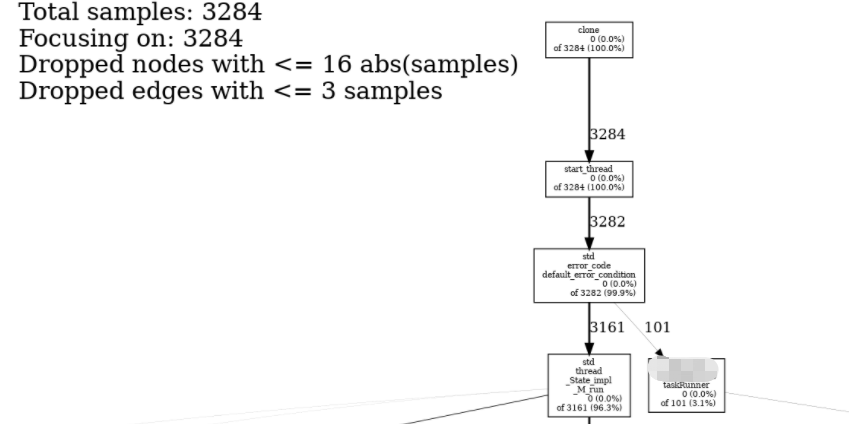 Total samples: 3284
Focusing on: 3284
Dropped nodes with <= 16 abs(samples)
Dropped edges with <= 3 samples
clone
0 (0.0%)
of 3284 (100.0%)
3284
start_thread
0 (0.0%)
of 3284 (100.0%)
3282
std
error_code
default_error_condition
0 (0.0%)
of 3282 (99.9%)
3161
101
std
thread
_State_impl
_M_run
0 (0.0%)
of 3161 (96.3%)
taskRunner
0 (0.0%)
of 101 (3.1%)